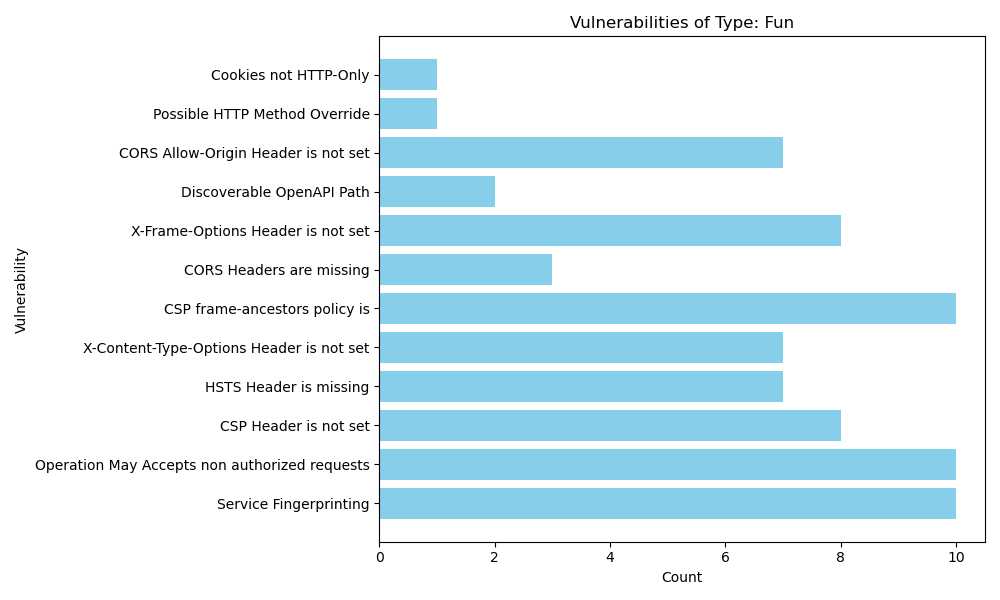 Vulnerabilities of Type: Fun
Vulnerability
Cookies not HTTP-Only
Possible HTTP Method Override
CORS Allow-Origin Header is not set
Discoverable OpenAPI Path
X-Frame-Options Header is not set
CORS Headers are missing
CSP frame-ancestors policy is
X-Content-Type-Options Header is not set
HSTS Header is missing
CSP Header is not set
Operation May Accepts non authorized requests
Service Fingerprinting
0 2 4 6 8 10
Count